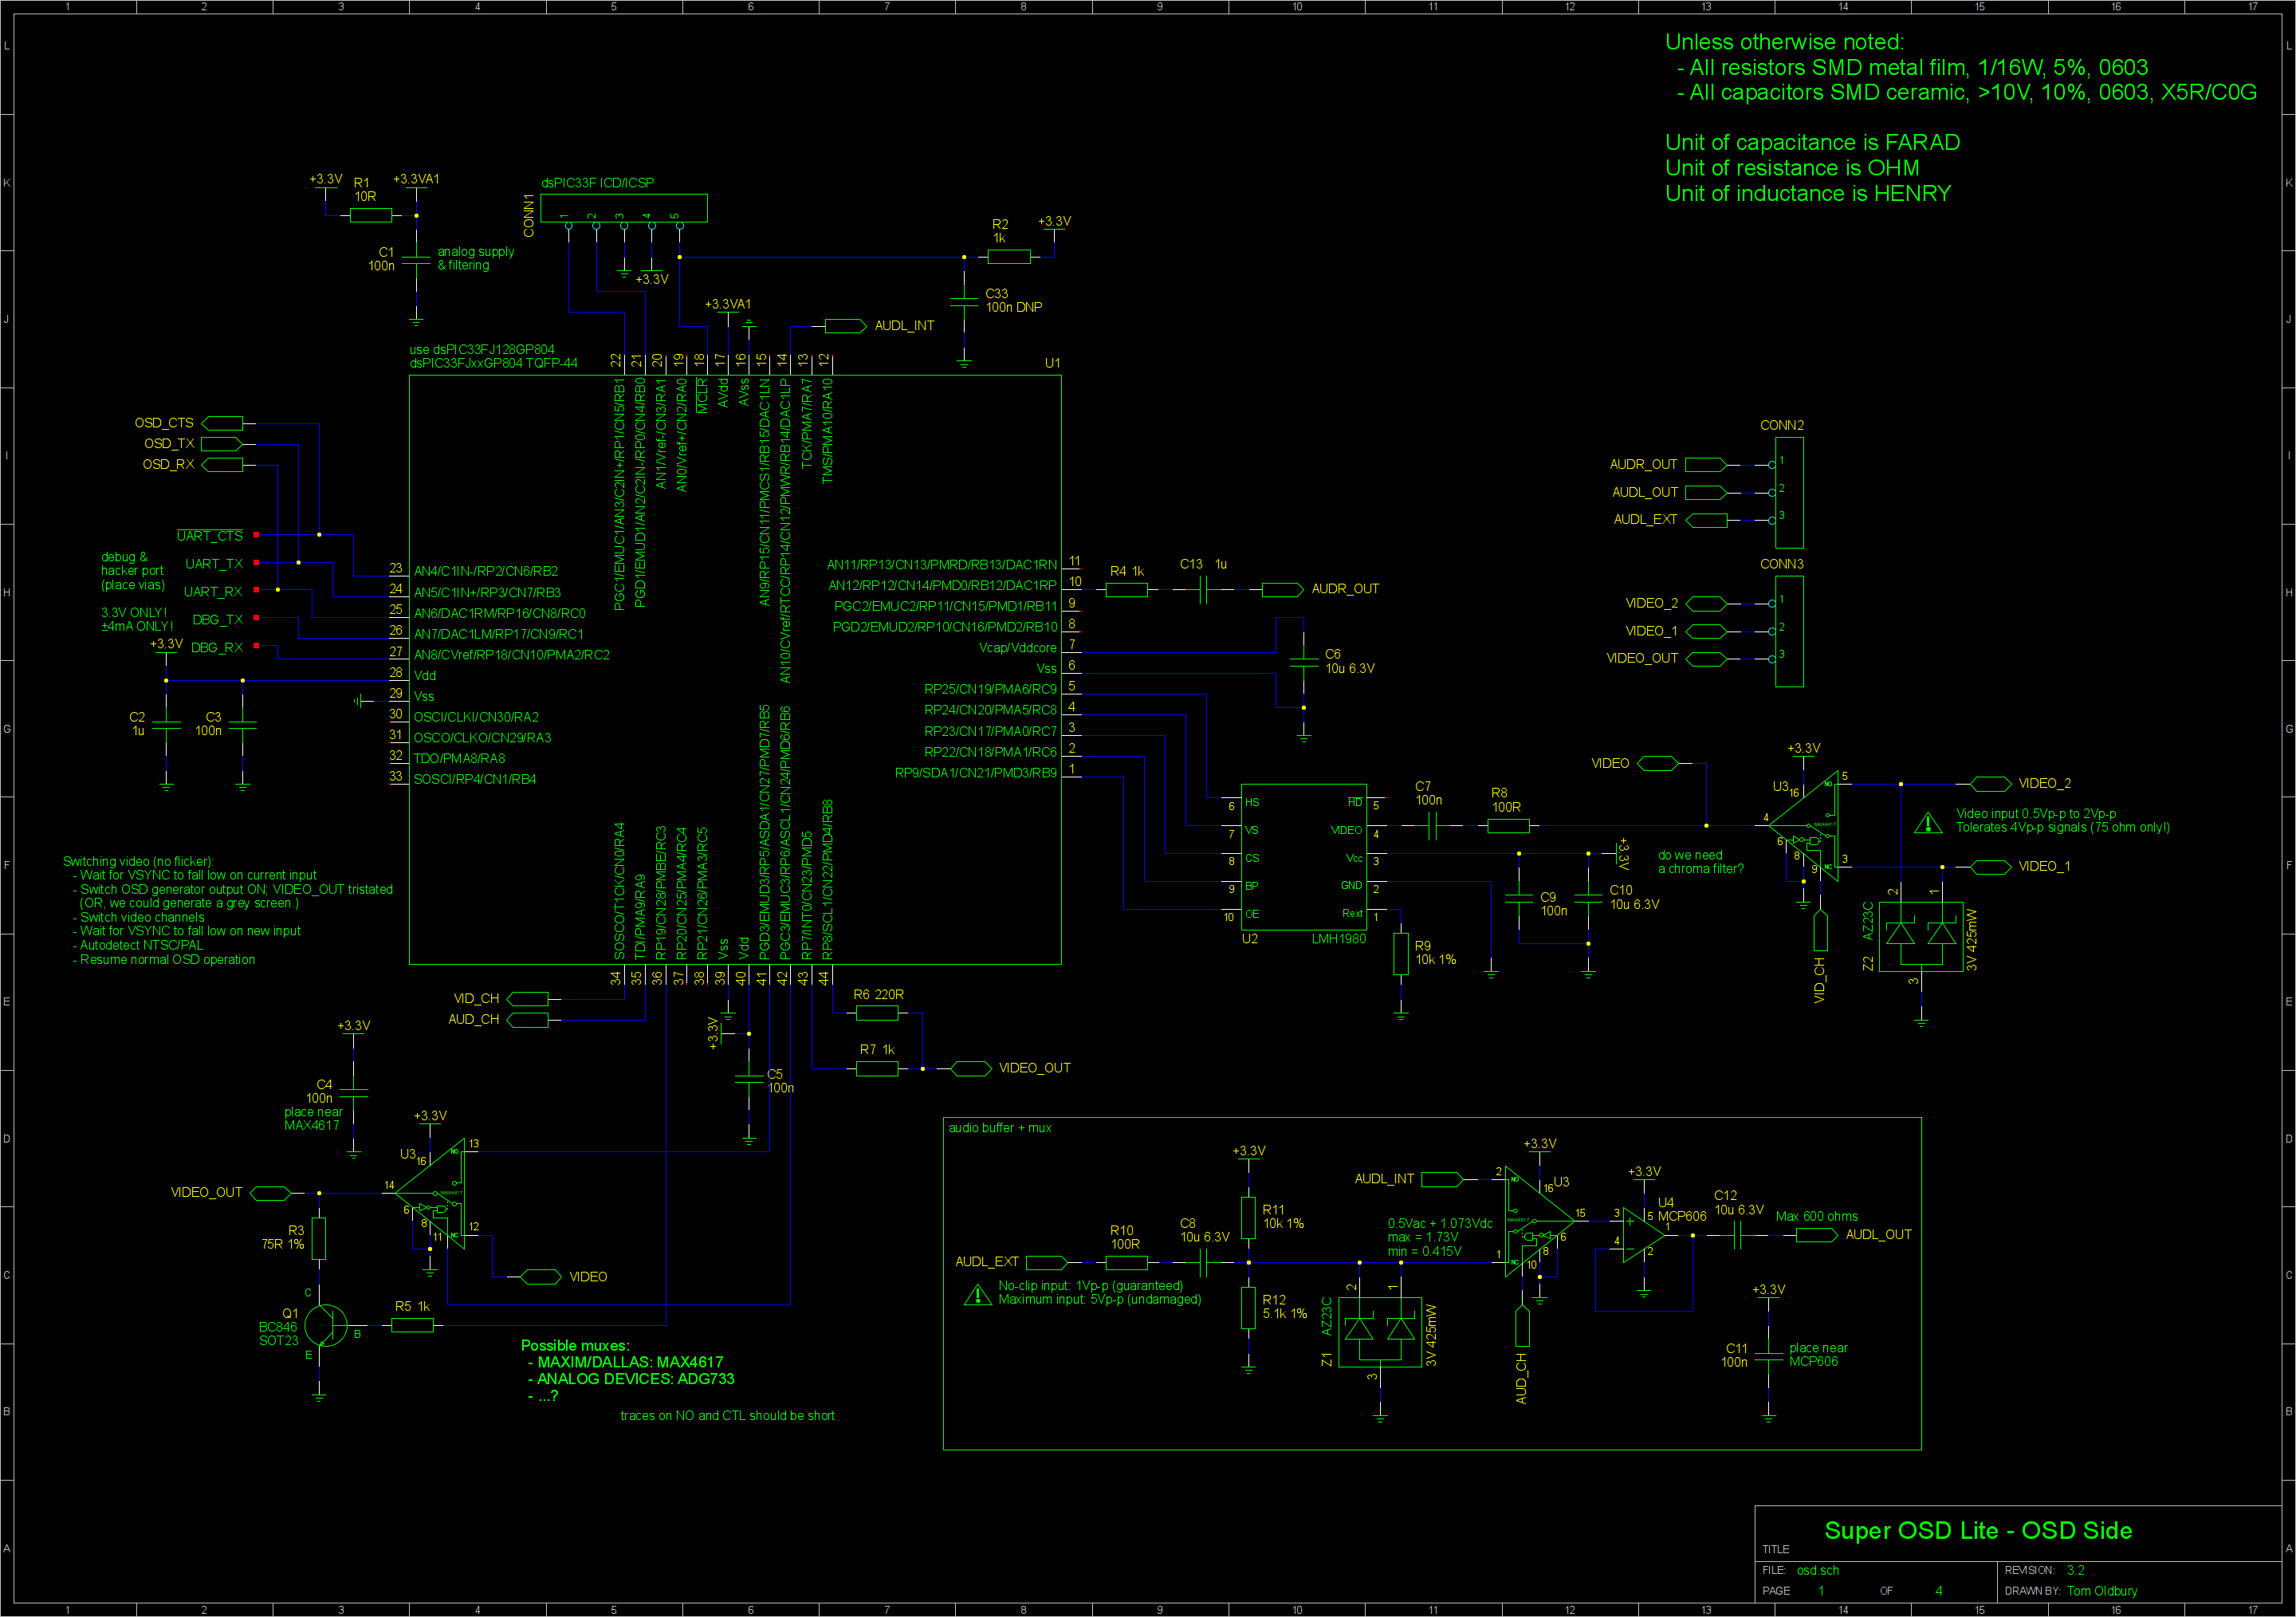 Unless otherwise noted:
- All resistors SMD metal film, 1/16W, 5%, 0603
- All capacitors SMD ceramic, >10V, 10%, 0603, X5R/C0G
Unit of capacitance is FARAD
Unit of resistance is OHM
Unit of inductance is HENRY
+3.3V
R1
10R
+3.3VA1
C1
100n
analog supply
& filtering
dsPIC33F ICD/ICSP
CONN1
1 2 3 4 5
+3.3V
R2
1k
+3.3V
C33
100n DNP
+3.3VA1
AUDL_INT
use dsPIC33FJ128GP804
dsPIC33FJxxGP804 TQFP-44
U1
22 21 20 19 18 17 16 15 14 13 12
PGC1/EMUC1/AN3/C2IN+/RP1/CN5/RB1
PGD1/EMUD1/AN2/C2IN-/RP0/CN4/RB0
AN1/Vref-/CN3/RA1
AN0/Vref+/CN2/RA0
MCLR
AVdd
AVss
AN9/RP15/CN11/PMCS1/RB15/DAC1LN
AN10/CVref/RTCC/RP14/CN12/PMWR/RB14/DAC1LP
TCK/PMA7/RA7
TMS/PMA10/RA10
OSD_CTS
OSD_TX
OSD_RX
UART_CTS
UART_TX
UART_RX
DBG_TX
DBG_RX
debug &
hacker port
(place vias)
3.3V ONLY!
±4mA ONLY!
+3.3V
C2
1u
C3
100n
23 AN4/C1IN-/RP2/CN6/RB2
24 AN5/C1IN+/RP3/CN7/RB3
25 AN6/DAC1RM/RP16/CN8/RC0
26 AN7/DAC1LM/RP17/CN9/RC1
27 AN8/CVref/RP18/CN10/PMA2/RC2
28 Vdd
29 Vss
30 OSCI/CLKI/CN30/RA2
31 OSCO/CLKO/CN29/RA3
32 TDO/PMA8/RA8
33 SOSCI/RP4/CN1/RB4
AN11/RP13/CN13/PMRD/RB13/DAC1RN 11
AN12/RP12/CN14/PMD0/RB12/DAC1RP 10
PGC2/EMUC2/RP11/CN15/PMD1/RB11 9
PGD2/EMUD2/RP10/CN16/PMD2/RB10 8
Vcap/Vddcore 7
Vss 6
RP25/CN19/PMA6/RC9 5
RP24/CN20/PMA5/RC8 4
RP23/CN17/PMA0/RC7 3
RP22/CN18/PMA1/RC6 2
RP9/SDA1/CN21/PMD3/RB9 1
SOSCO/T1CK/CN0/RA4
TDI/PMA9/RA9
RP19/CN28/PMBE/RC3
RP20/CN25/PMA4/RC4
RP21/CN26/PMA3/RC5
Vss
Vdd
PGD3/EMUD3/RP5/ASDA1/CN27/PMD7/RB5
PGC3/EMUC3/RP6/ASCL1/CN24/PMD6/RB6
RP7/INT0/CN23/PMD5
RP8/SCL1/CN22/PMD4/RB8
34 35 36 37 38 39 40 41 42 43 44
R4 1k
C13 1u
AUDR_OUT
C6
10u 6.3V
CONN2
AUDR_OUT 1
AUDL_OUT 2
AUDL_EXT 3
CONN3
VIDEO_2 1
VIDEO_1 2
VIDEO_OUT 3
6 HS
7 VS
8 CS
9 BP
10 OE
HD 5
VIDEO 4
Vcc 3
GND 2
Rext 1
U2
LMH1980
C7
100n
R8
100R
R9
10k 1%
C9
100n
C10
10u 6.3V
+3.3V
do we need
a chroma filter?
VIDEO
+3.3V
U3
16
5
NO
4
MAX4617
6
8
9
NC
3
VID_CH
VIDEO_2
VIDEO_1
Video input 0.5Vp-p to 2Vp-p
Tolerates 4Vp-p signals (75 ohm only!)
AZ23C
Z2
2 1
3
3V 425mW
Switching video (no flicker):
- Wait for VSYNC to fall low on current input
- Switch OSD generator output ON; VIDEO_OUT tristated
(OR, we could generate a grey screen.)
- Switch video channels
- Wait for VSYNC to fall low on new input
- Autodetect NTSC/PAL
- Resume normal OSD operation
VID_CH
AUD_CH
+3.3V
C5
100n
R6 220R
R7 1k
VIDEO_OUT
+3.3V
C4
100n
place near
MAX4617
+3.3V
U3
16
13
NO
14
MAX4617
6
8
11
NC
12
VIDEO_OUT
R3
75R 1%
VIDEO
C
Q1
BC846
SOT23
B
E
R5 1k
Possible muxes:
- MAXIM/DALLAS: MAX4617
- ANALOG DEVICES: ADG733
- ...?
traces on NO and CTL should be short
audio buffer + mux
AUDL_EXT
R10
100R
C8
10u 6.3V
+3.3V
R11
10k 1%
R12
5.1k 1%
No-clip input: 1Vp-p (guaranteed)
Maximum input: 5Vp-p (undamaged)
AUDL_INT
0.5Vac + 1.073Vdc
max = 1.73V
min = 0.415V
AZ23C
Z1
2 1
3
3V 425mW
+3.3V
2
NO
16
U3
MAX4617
15
6
8
10
NC
1
AUD_CH
+3.3V
U4
MCP606
3
5
1
4
2
C12
10u 6.3V
Max 600 ohms
AUDL_OUT
+3.3V
C11
100n
place near
MCP606
Super OSD Lite - OSD Side
TITLE
FILE: osd.sch
REVISION: 3.2
PAGE 1 OF 4
DRAWN BY: Tom Oldbury
1 2 3 4 5 6 7 8 9 10 11 12 13 14 15 16 17
L K J I H G F E D C B A